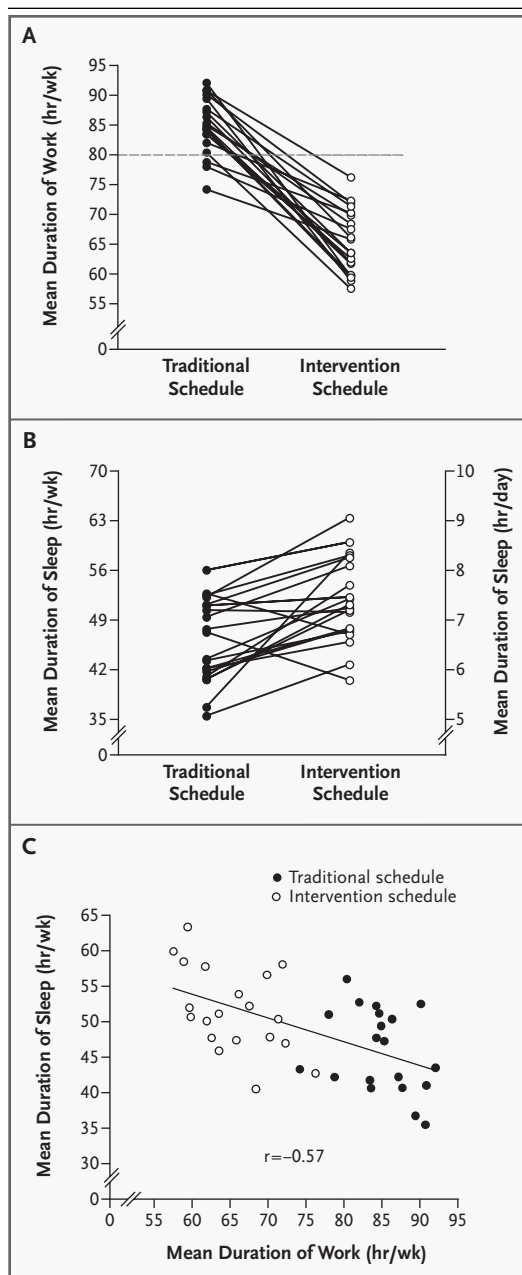 A
Mean Duration of Work (hr/wk)
95
90
85
80
75
70
65
60
55
0
Traditional
Schedule
Intervention
Schedule
B
Mean Duration of Sleep (hr/wk)
70
63
56
49
42
35
0
10
9
8
7
6
5
Mean Duration of Sleep (hr/day)
Traditional
Schedule
Intervention
Schedule
C
Traditional schedule
Intervention schedule
Mean Duration of Sleep (hr/wk)
65
60
55
50
45
40
35
30
0
r=–0.57
0 55 60 65 70 75 80 85 90 95
Mean Duration of Work (hr/wk)